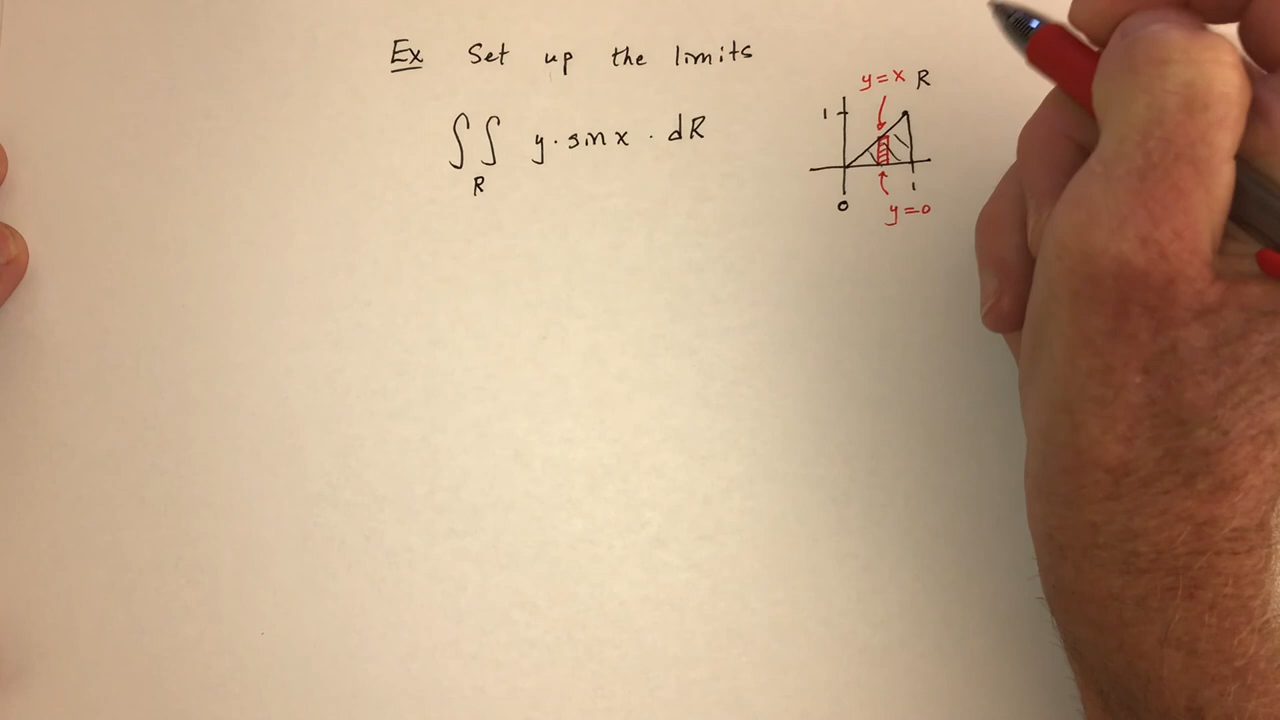 Ex Set up the limits
∫∫ y · sin x · dR
R
y=x R
1
1
0
y=0